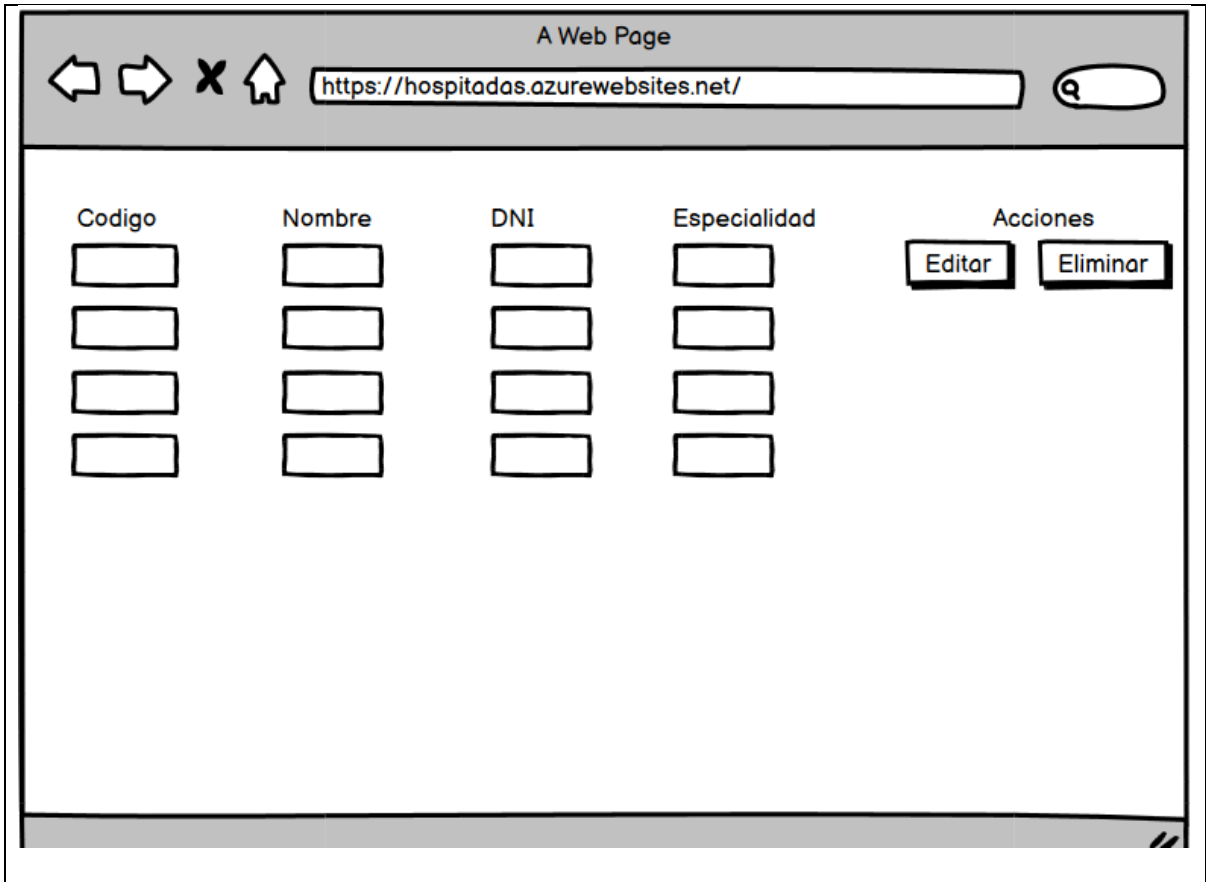 A Web Page
https://hospitadas.azurewebsites.net/
Codigo Nombre DNI Especialidad Acciones
Editar Eliminar